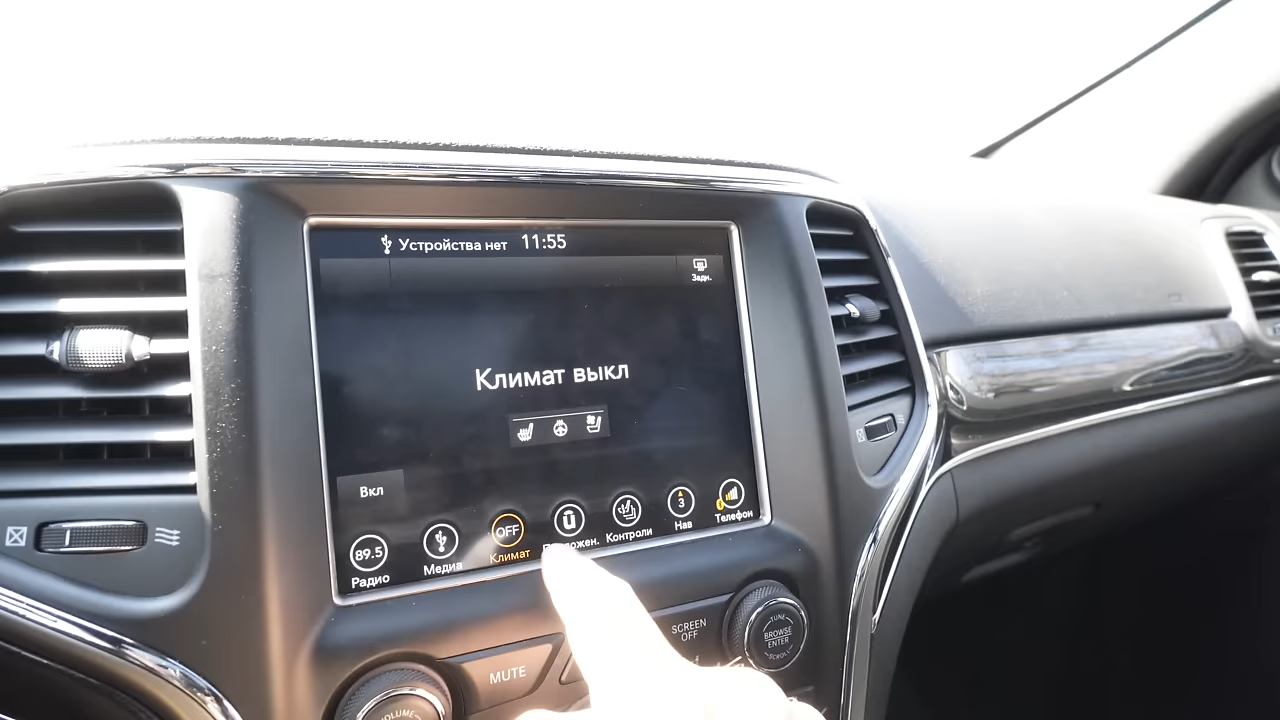 Устройства нет 11:55
Задн.
Климат выкл
Вкл
89.5
Радио
Медиа
OFF
Климат
Контроли
3
Нав
Телефон
SCREEN
OFF
MUTE
VOLUME
TUNE
BROWSE
ENTER
SCROLL